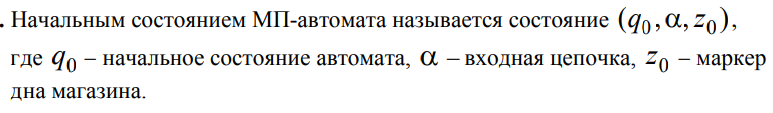 . Начальным состоянием МП-автомата называется состояние (q₀, α, z₀),
где q₀ – начальное состояние автомата, α – входная цепочка, z₀ – маркер
дна магазина.